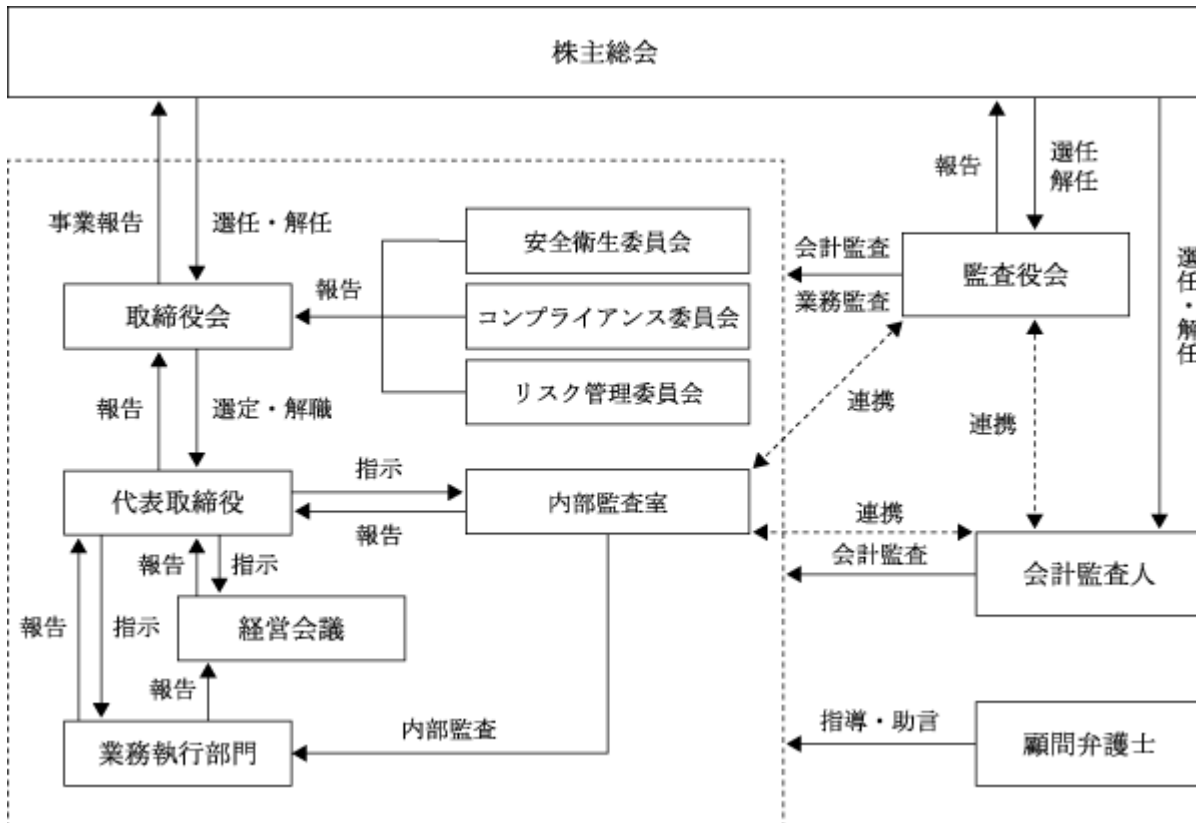 株主総会
報告
選任
解任
事業報告
選任・解任
安全衛生委員会
会計監査
業務監査
監査役会
選任・解任
報告
取締役会
コンプライアンス委員会
リスク管理委員会
報告
選定・解職
連携
連携
指示
代表取締役
内部監査室
報告
連携
報告
指示
会計監査
会計監査人
報告
指示
経営会議
報告
内部監査
指導・助言
業務執行部門
顧問弁護士